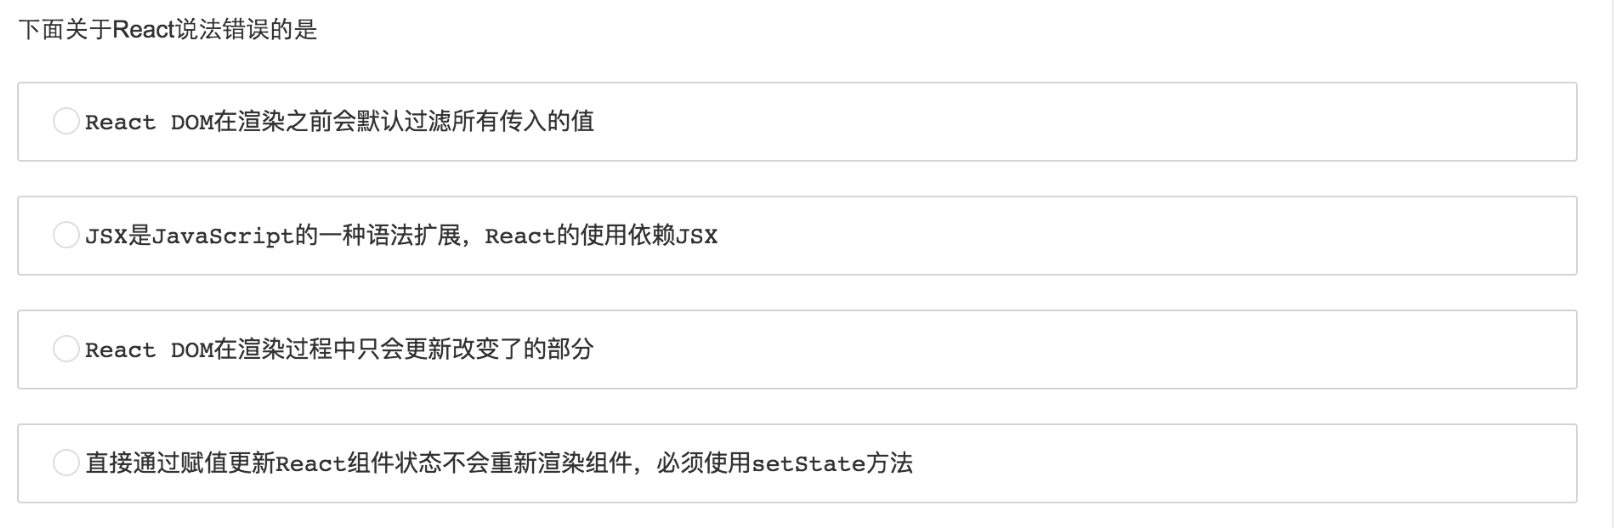 下面关于React说法错误的是
React DOM在渲染之前会默认过滤所有传入的值
JSX是JavaScript的一种语法扩展，React的使用依赖JSX
React DOM在渲染过程中只会更新改变了的部分
直接通过赋值更新React组件状态不会重新渲染组件，必须使用setState方法